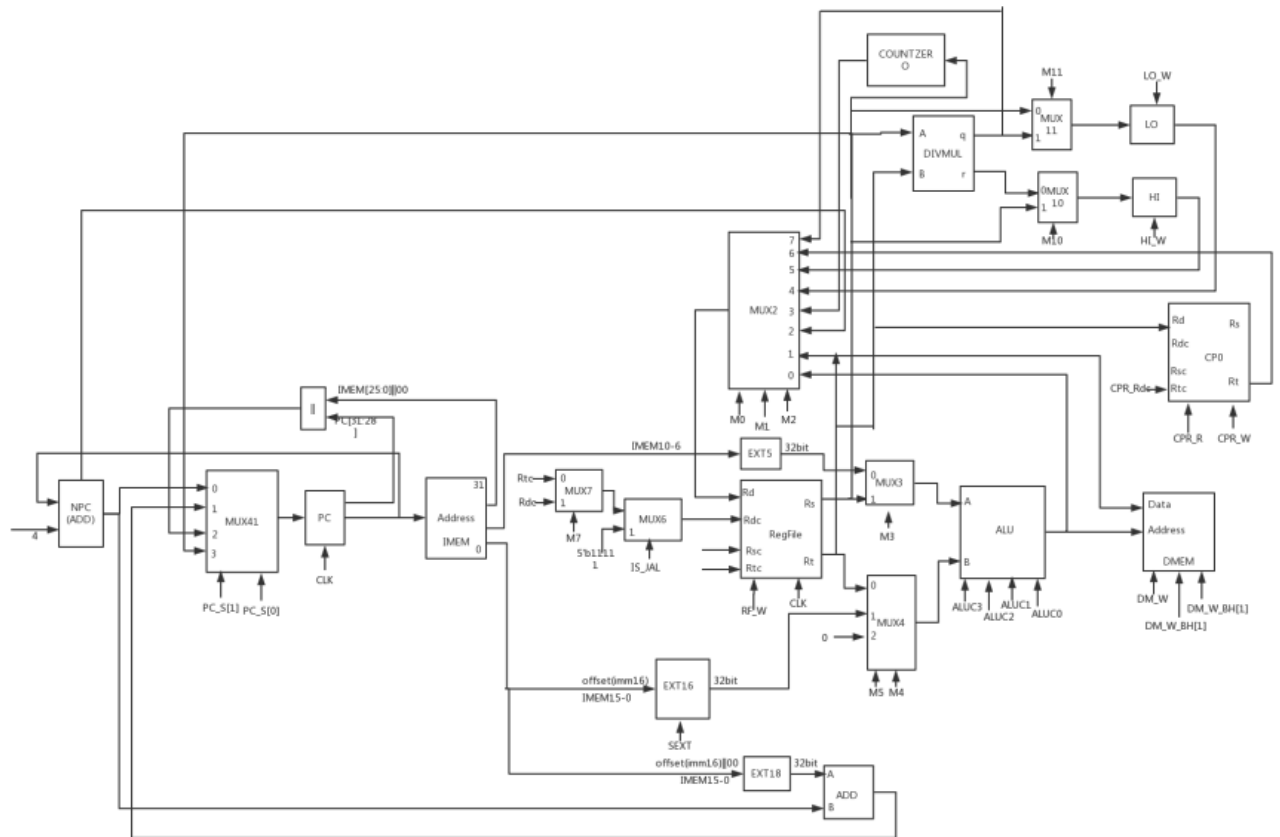 COUNTZER
O
M11
LO_W
0
MUX
11
1
LO
A
q
DIVMUL
B
r
0
MUX
10
1
HI
M10
HI_W
7
6
5
4
MUX2
3
2
1
0
M0
M1
M2
Rd
Rs
Rdc
CP0
Rsc
Rt
Rtc
CPR_Rdc
CPR_R
CPR_W
IMEM[25:0]||00
||
PC[31:28
]
IMEM10-6
EXT5
32bit
NPC
(ADD)
4
0
1
MUX41
2
3
PC_S[1]
PC_S[0]
PC
CLK
31
Address
IMEM
0
Rtc
0
MUX7
Rdc
1
M7
MUX6
1
5'b1111
1
IS_JAL
Rd
Rs
Rdc
RegFile
Rsc
Rt
Rtc
RF_W
CLK
0
MUX3
1
M3
0
1
MUX4
2
0
M5
M4
A
ALU
B
ALUC3
ALUC2
ALUC1
ALUC0
Data
Address
DMEM
DM_W
DM_W_BH[1]
DM_W_BH[1]
offset(imm16)
IMEM15-0
EXT16
32bit
SEXT
offset(imm16)||00
IMEM15-0
EXT18
32bit
A
ADD
B